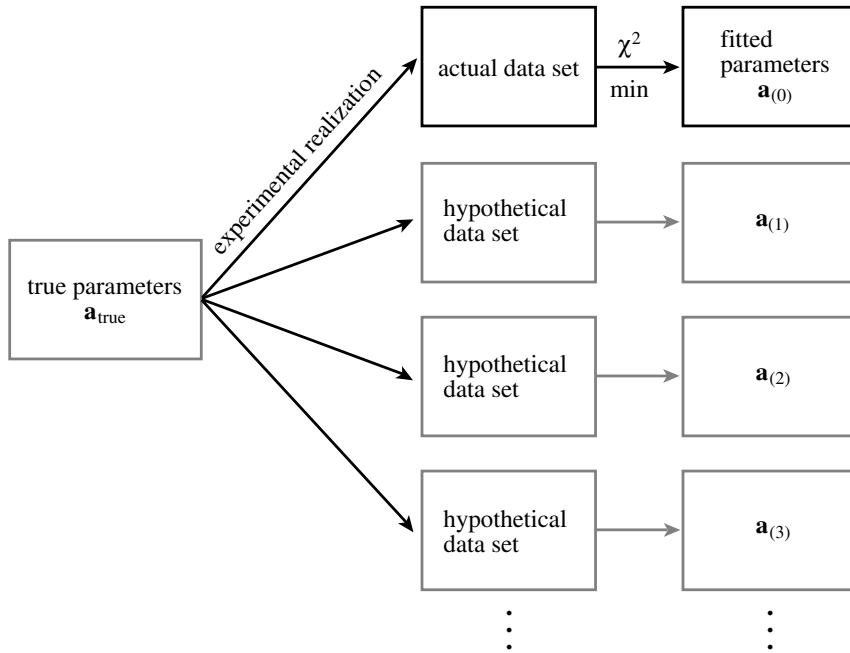 actual data set
χ²
min
fitted
parameters
a(0)
experimental realization
hypothetical
data set
a(1)
true parameters
a_true
hypothetical
data set
a(2)
hypothetical
data set
a(3)